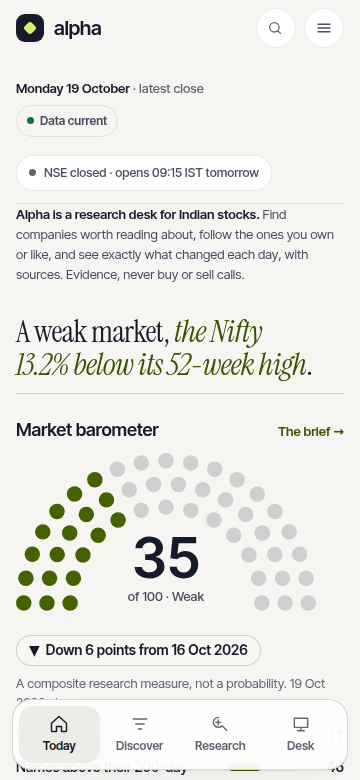 alpha
Monday 19 October · latest close
Data current
NSE closed · opens 09:15 IST tomorrow
Alpha is a research desk for Indian stocks. Find
companies worth reading about, follow the ones you own
or like, and see exactly what changed each day, with
sources. Evidence, never buy or sell calls.
A weak market, the Nifty
13.2% below its 52-week high.
Market barometer
The brief →
35
of 100 · Weak
▼ Down 6 points from 16 Oct 2026
A composite research measure, not a probability. 19 Oct
Today
Discover
Research
Desk